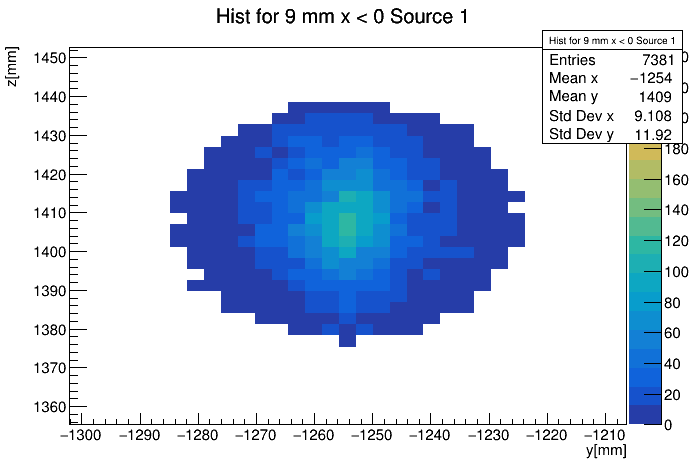 Hist for 9 mm x < 0 Source 1
Hist for 9 mm x < 0 Source 1
Entries 7381
Mean x −1254
Mean y 1409
Std Dev x 9.108
Std Dev y 11.92
z[mm]
1450
1440
1430
1420
1410
1400
1390
1380
1370
1360
180
160
140
120
100
80
60
40
20
0
−1300 −1290 −1280 −1270 −1260 −1250 −1240 −1230 −1220 −1210
y[mm]